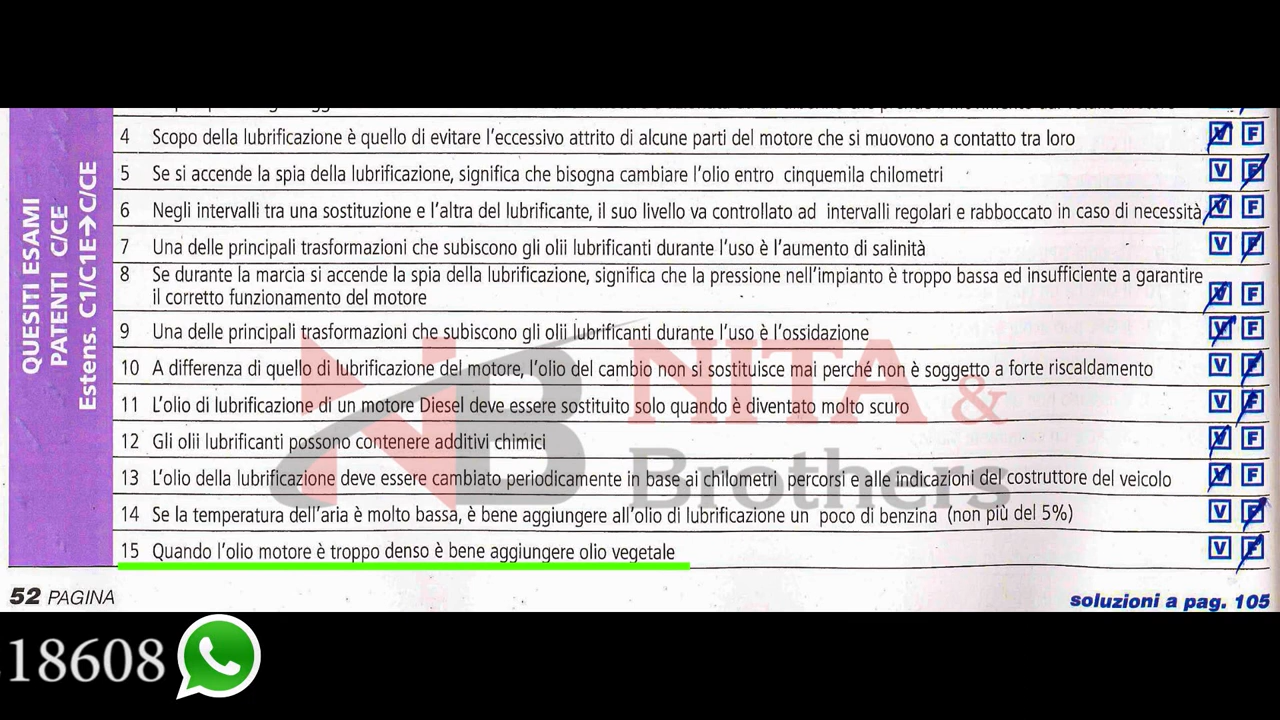 4 Scopo della lubrificazione è quello di evitare l'eccessivo attrito di alcune parti del motore che si muovono a contatto tra loro V F
5 Se si accende la spia della lubrificazione, significa che bisogna cambiare l'olio entro cinquemila chilometri V F
6 Negli intervalli tra una sostituzione e l'altra del lubrificante, il suo livello va controllato ad intervalli regolari e rabboccato in caso di necessità V F
7 Una delle principali trasformazioni che subiscono gli olii lubrificanti durante l'uso è l'aumento di salinità V F
8 Se durante la marcia si accende la spia della lubrificazione, significa che la pressione nell'impianto è troppo bassa ed insufficiente a garantire
il corretto funzionamento del motore V F
9 Una delle principali trasformazioni che subiscono gli olii lubrificanti durante l'uso è l'ossidazione V F
10 A differenza di quello di lubrificazione del motore, l'olio del cambio non si sostituisce mai perché non è soggetto a forte riscaldamento V F
11 L'olio di lubrificazione di un motore Diesel deve essere sostituito solo quando è diventato molto scuro V F
12 Gli olii lubrificanti possono contenere additivi chimici V F
13 L'olio della lubrificazione deve essere cambiato periodicamente in base ai chilometri percorsi e alle indicazioni del costruttore del veicolo V F
14 Se la temperatura dell'aria è molto bassa, è bene aggiungere all'olio di lubrificazione un poco di benzina (non più del 5%) V F
15 Quando l'olio motore è troppo denso è bene aggiungere olio vegetale V F
QUESITI ESAMI
PATENTI C/CE
Estens. C1/C1E→C/CE
NB NITA &
Brothers
52 PAGINA
soluzioni a pag. 105
18608